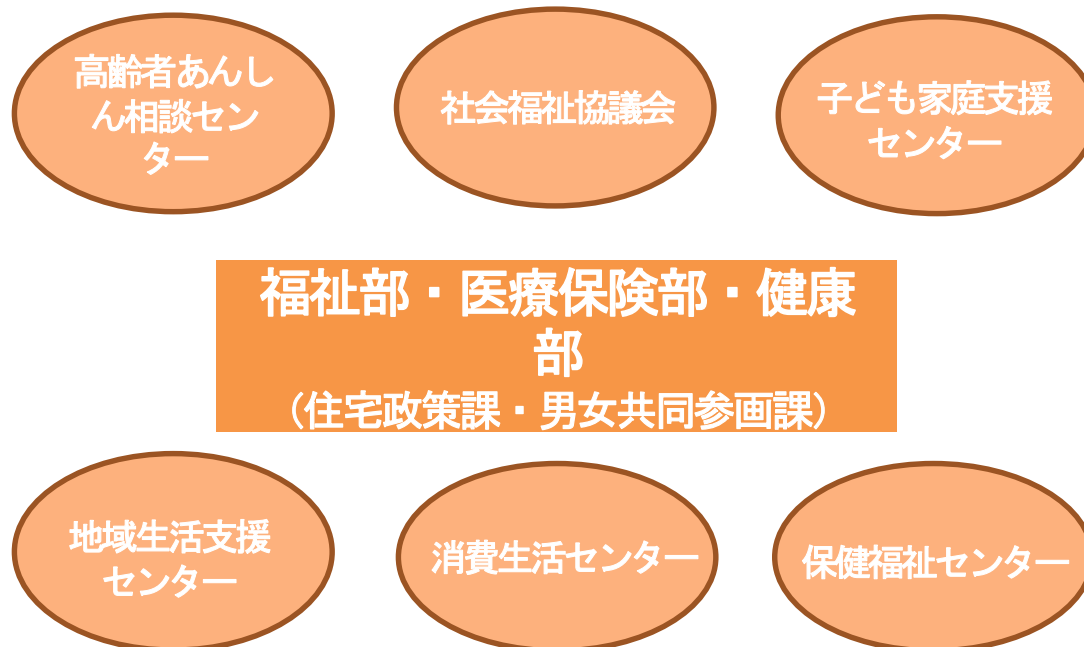 高齢者あんし
ん相談セン
ター
社会福祉協議会
子ども家庭支援
センター
福祉部・医療保険部・健康
部
（住宅政策課・男女共同参画課）
地域生活支援
センター
消費生活センター
保健福祉センター